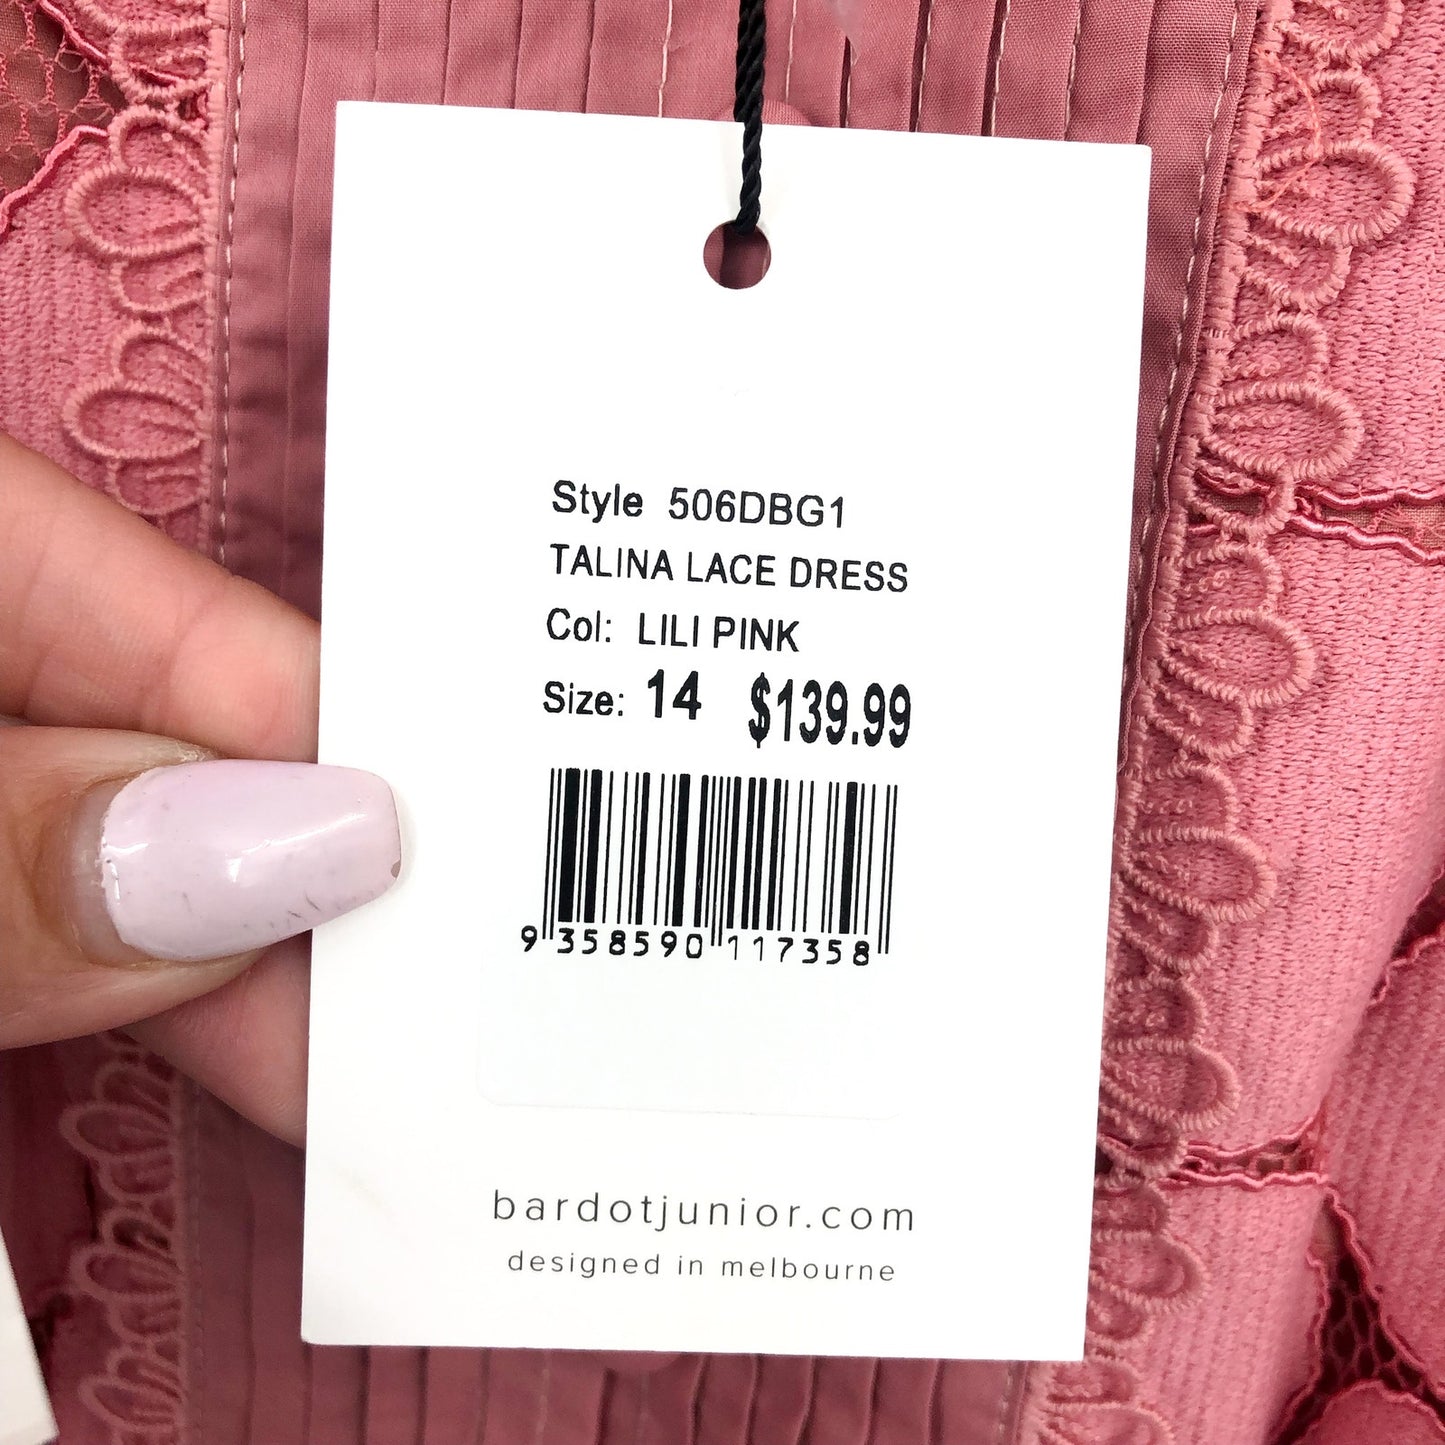 Style 506DBG1
TALINA LACE DRESS
Col: LILI PINK
Size: 14 $139.99
9 358590 117358
bardotjunior.com
designed in melbourne